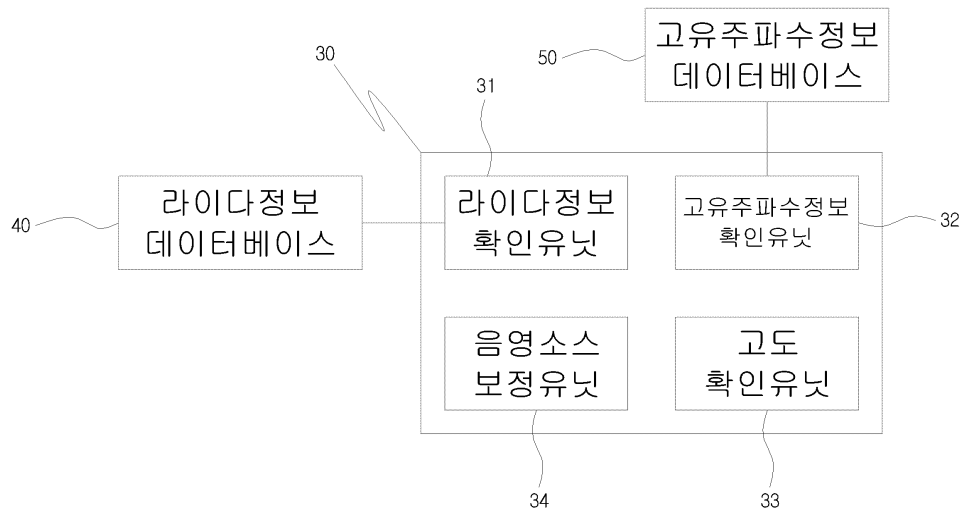 고유주파수정보
데이터베이스
50
30
31
라이다정보
데이터베이스
40
라이다정보
확인유닛
고유주파수정보
확인유닛
32
음영소스
보정유닛
고도
확인유닛
34
33